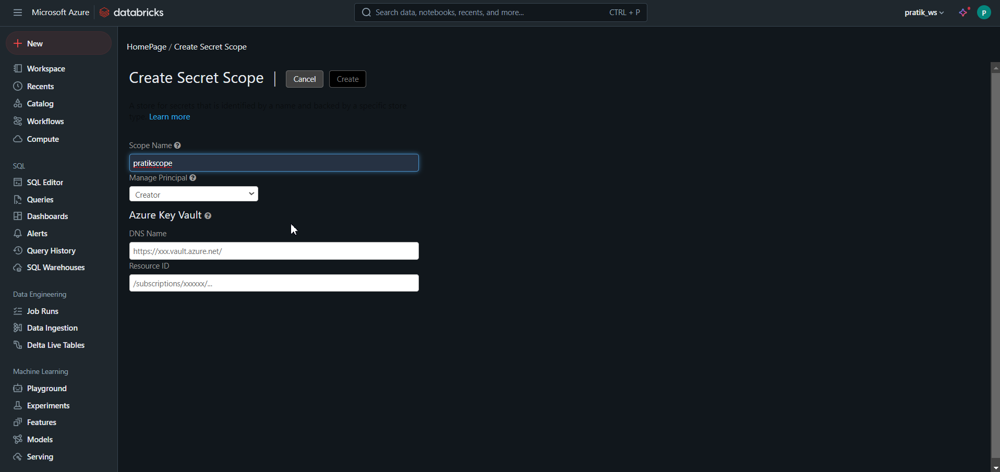 Microsoft Azure databricks
Search data, notebooks, recents, and more... CTRL + P
pratik_ws P
New
Workspace
Recents
Catalog
Workflows
Compute
SQL
SQL Editor
Queries
Dashboards
Alerts
Query History
SQL Warehouses
Data Engineering
Job Runs
Data Ingestion
Delta Live Tables
Machine Learning
Playground
Experiments
Features
Models
Serving
HomePage / Create Secret Scope
Create Secret Scope | Cancel Create
A store for secrets that is identified by a name and backed by a specific store
type. Learn more
Scope Name
pratikscope
Manage Principal
Creator
Azure Key Vault
DNS Name
https://xxx.vault.azure.net/
Resource ID
/subscriptions/xxxxxx/...